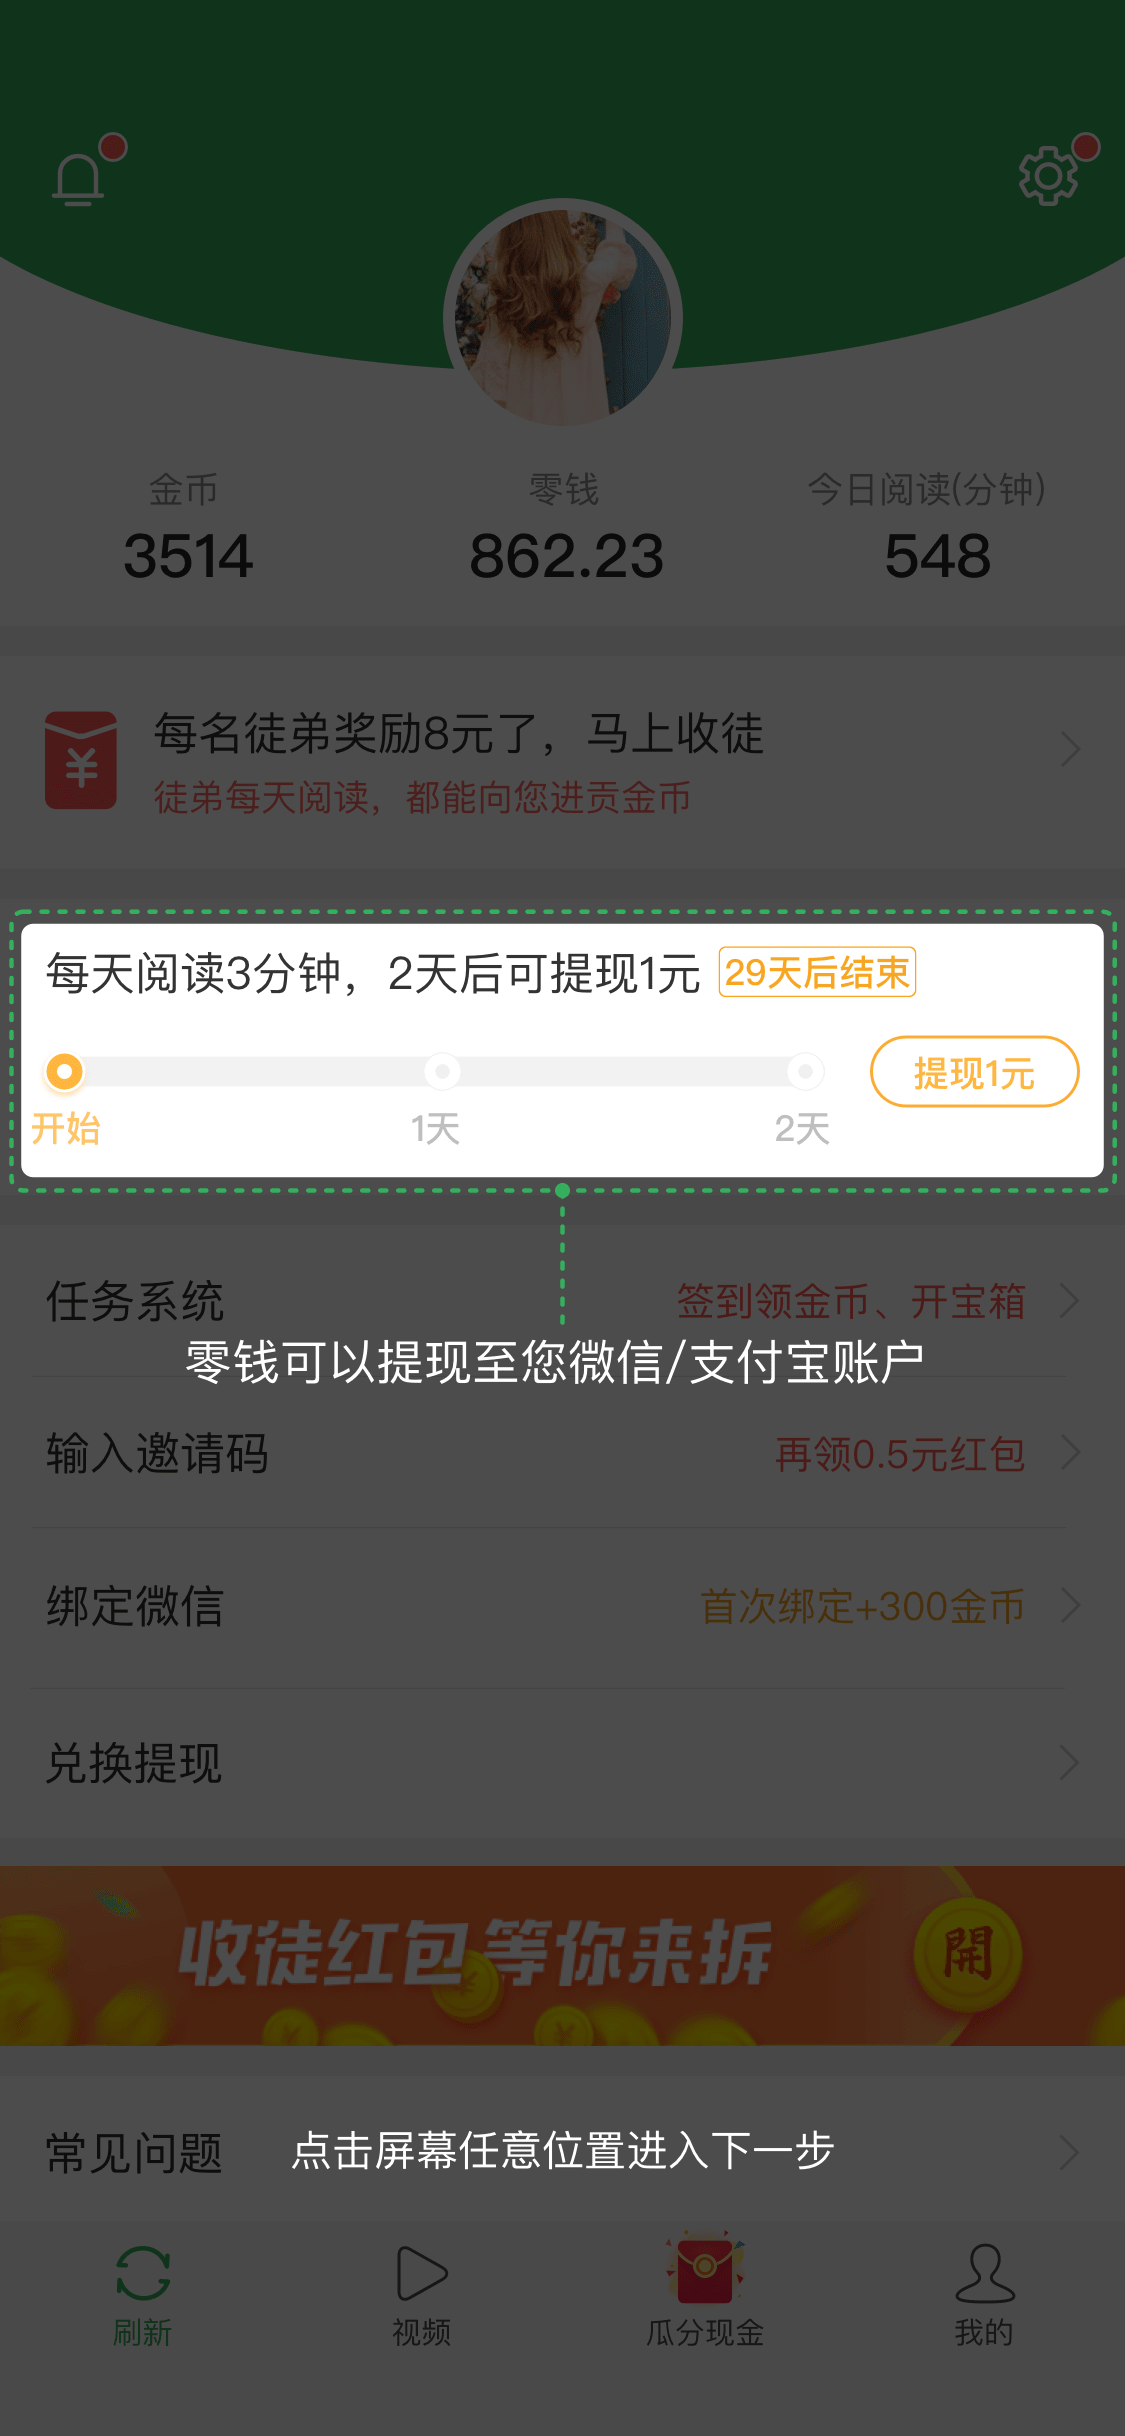 金币
零钱
今日阅读(分钟)
3514
862.23
548
每名徒弟奖励8元了，马上收徒
徒弟每天阅读，都能向您进贡金币
每天阅读3分钟，2天后可提现1元
29天后结束
提现1元
开始
1天
2天
任务系统
签到领金币、开宝箱
零钱可以提现至您微信/支付宝账户
输入邀请码
再领0.5元红包
绑定微信
首次绑定+300金币
兑换提现
收徒红包等你来拆
開
常见问题
点击屏幕任意位置进入下一步
刷新
视频
瓜分现金
我的